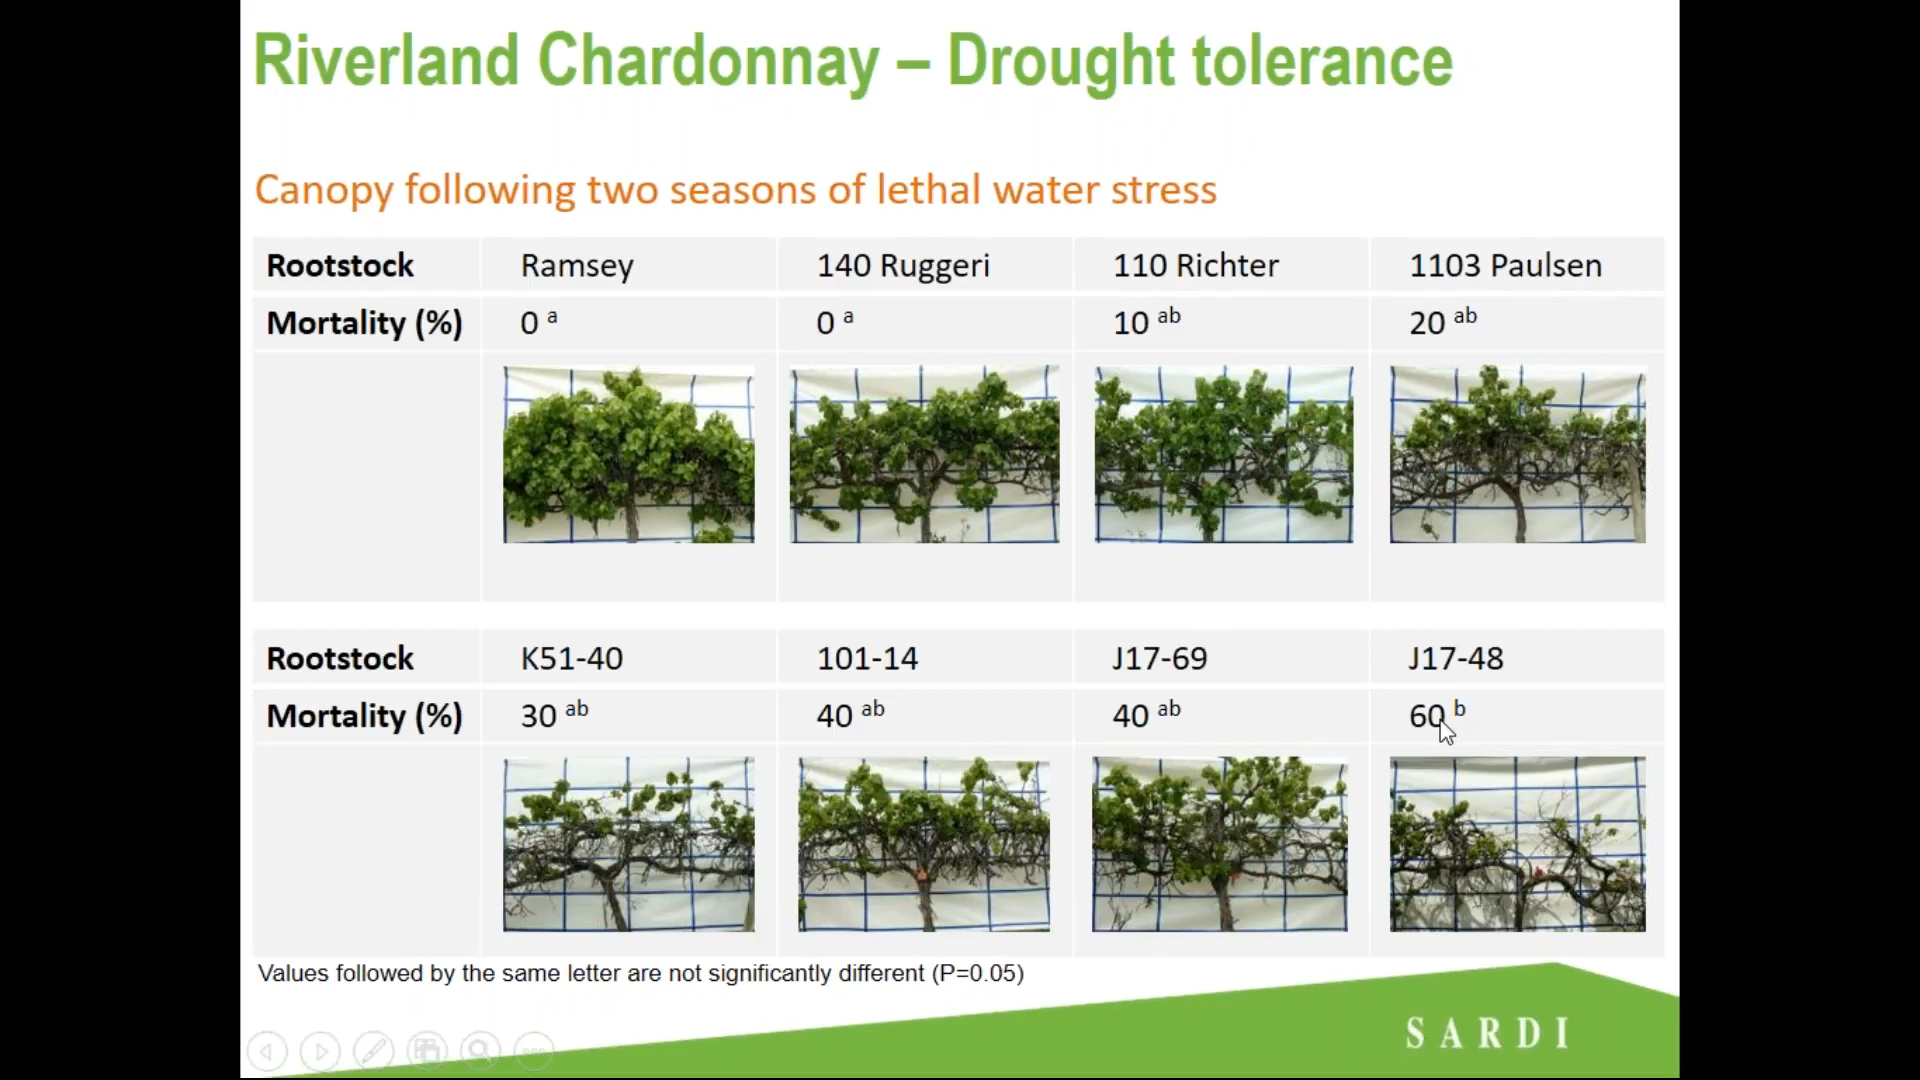 Riverland Chardonnay – Drought tolerance
Canopy following two seasons of lethal water stress
Rootstock Ramsey 140 Ruggeri 110 Richter 1103 Paulsen
Mortality (%) 0 a 0 a 10 ab 20 ab
Rootstock K51-40 101-14 J17-69 J17-48
Mortality (%) 30 ab 40 ab 40 ab 60 b
Values followed by the same letter are not significantly different (P=0.05)
SARDI